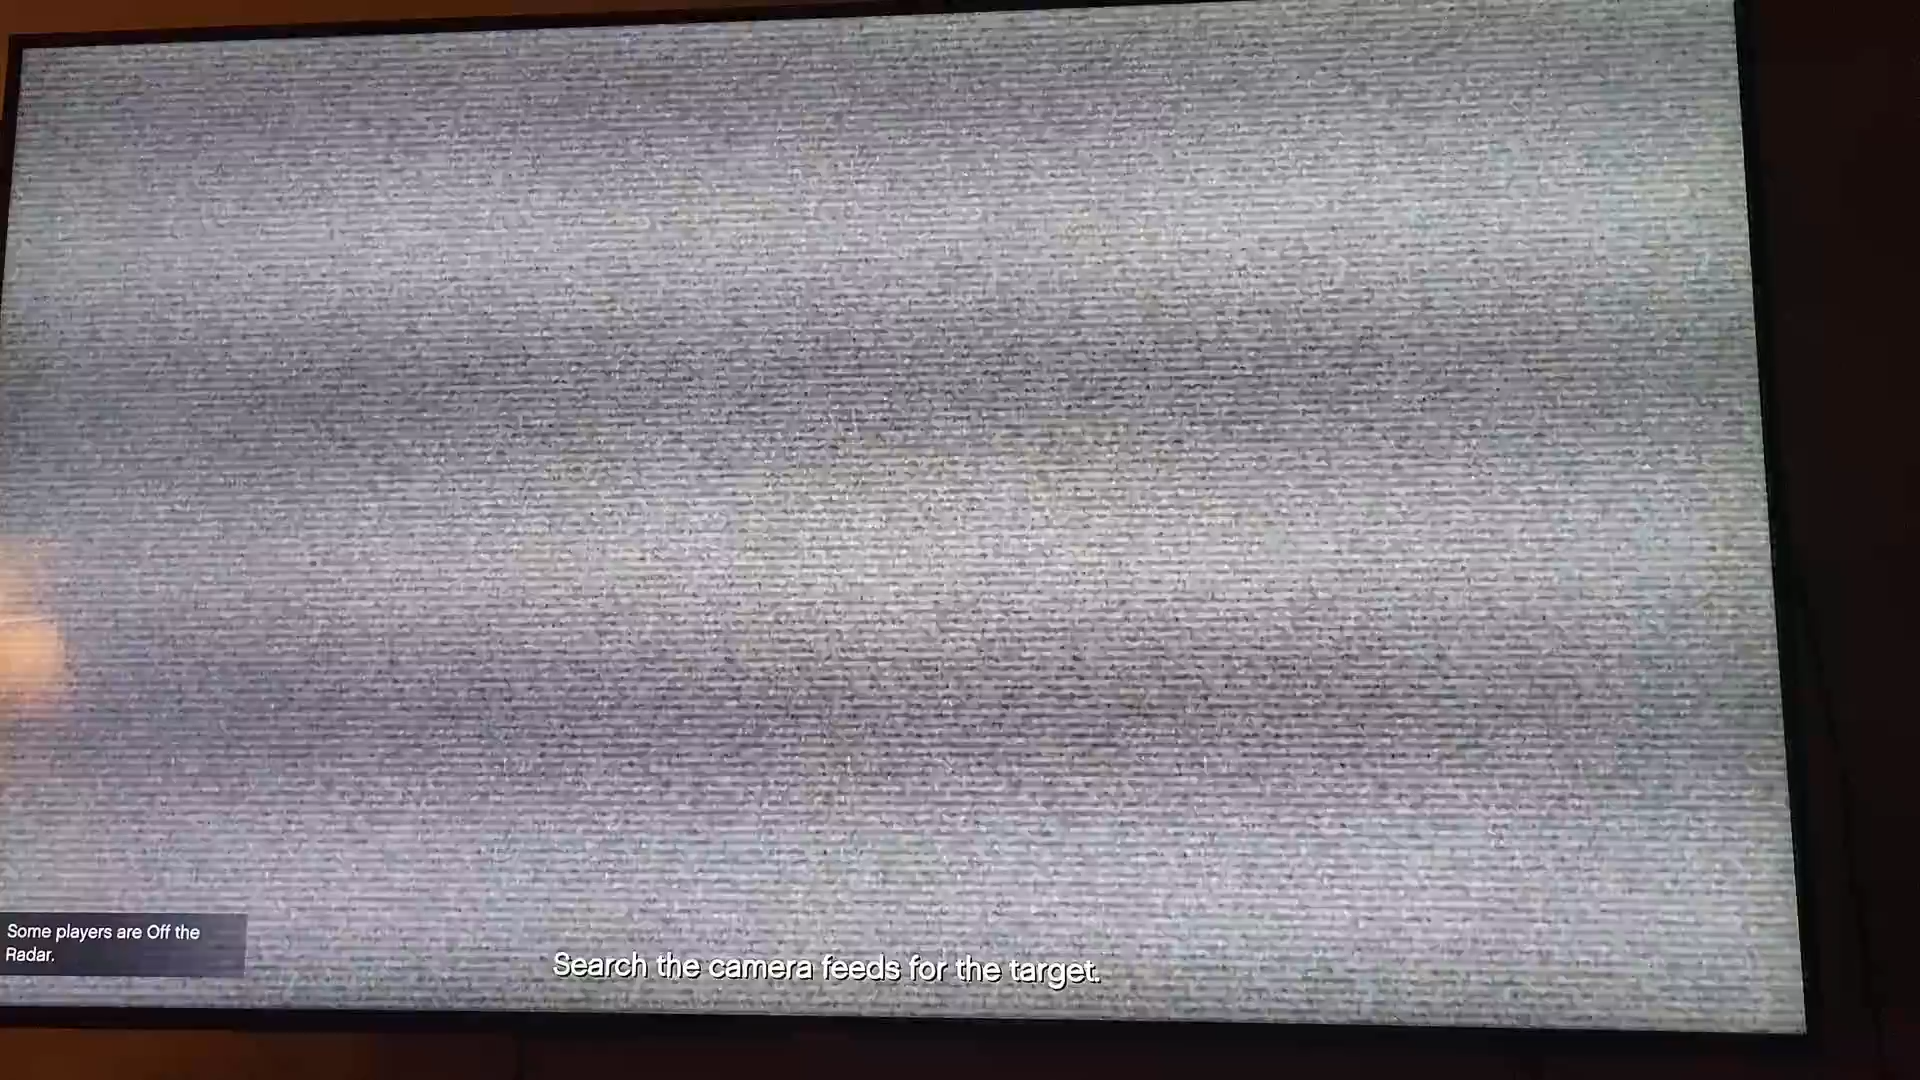 Some players are Off the
Radar.
Search the camera feeds for the target.